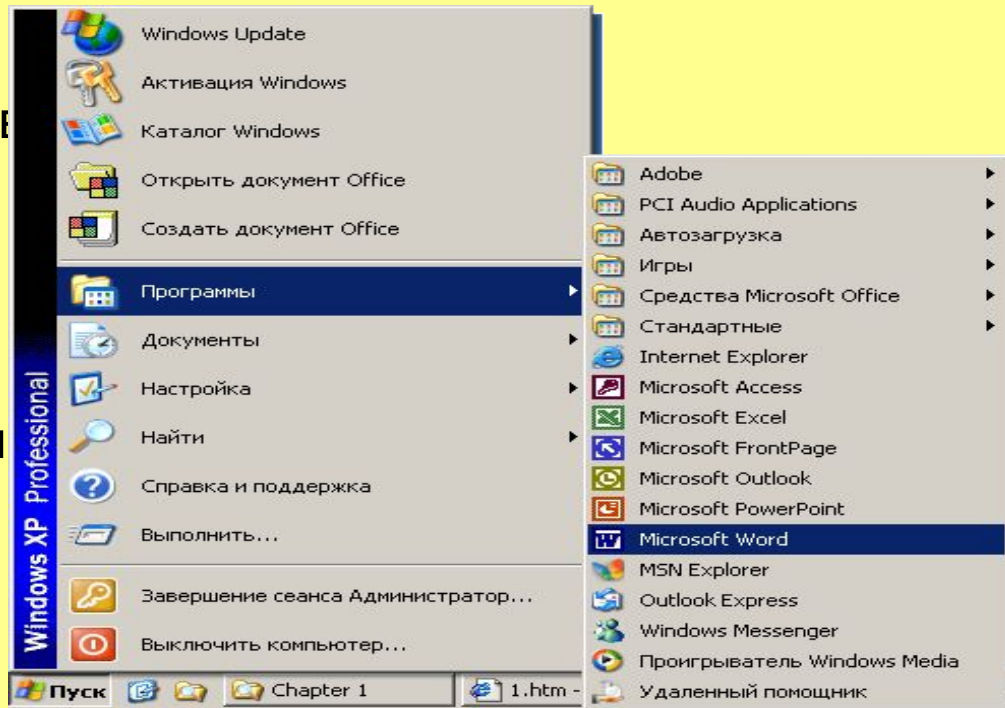 Windows Update
Активация Windows
Каталог Windows
Открыть документ Office
Создать документ Office
Программы
Документы
Настройка
Найти
Справка и поддержка
Выполнить...
Завершение сеанса Администратор...
Выключить компьютер...
Windows XP Professional
Adobe
PCI Audio Applications
Автозагрузка
Игры
Средства Microsoft Office
Стандартные
Internet Explorer
Microsoft Access
Microsoft Excel
Microsoft FrontPage
Microsoft Outlook
Microsoft PowerPoint
Microsoft Word
MSN Explorer
Outlook Express
Windows Messenger
Проигрыватель Windows Media
Удаленный помощник
Пуск Chapter 1 1.htm -